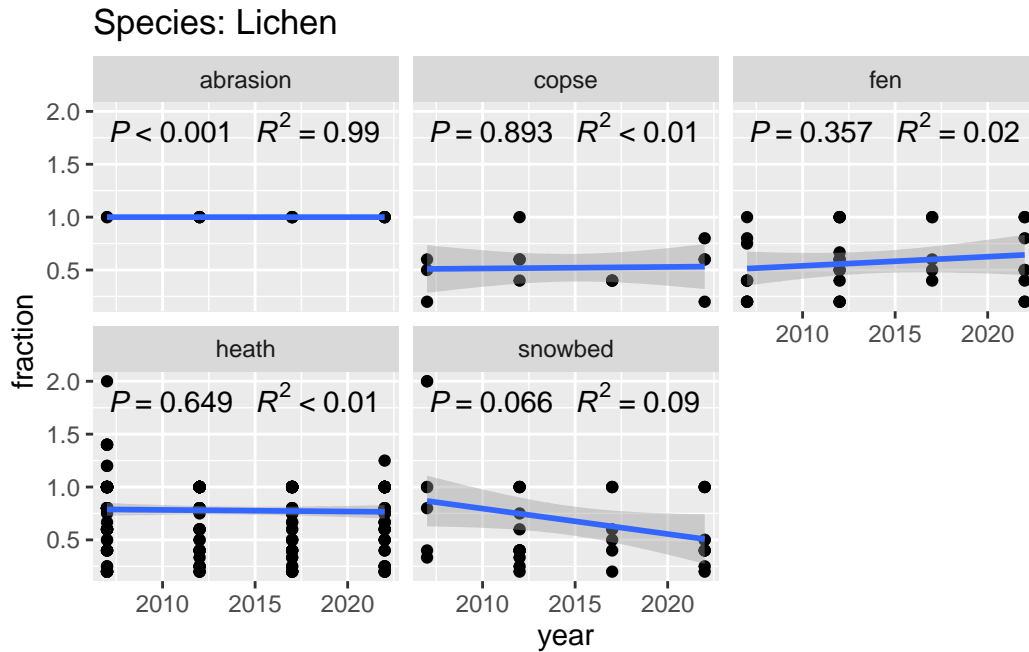 Species: Lichen
abrasion copse fen
2.0
P < 0.001 R² = 0.99 P = 0.893 R² < 0.01 P = 0.357 R² = 0.02
1.5
1.0
0.5
2010 2015 2020
heath snowbed
fraction
2.0
P = 0.649 R² < 0.01 P = 0.066 R² = 0.09
1.5
1.0
0.5
2010 2015 2020 2010 2015 2020
year